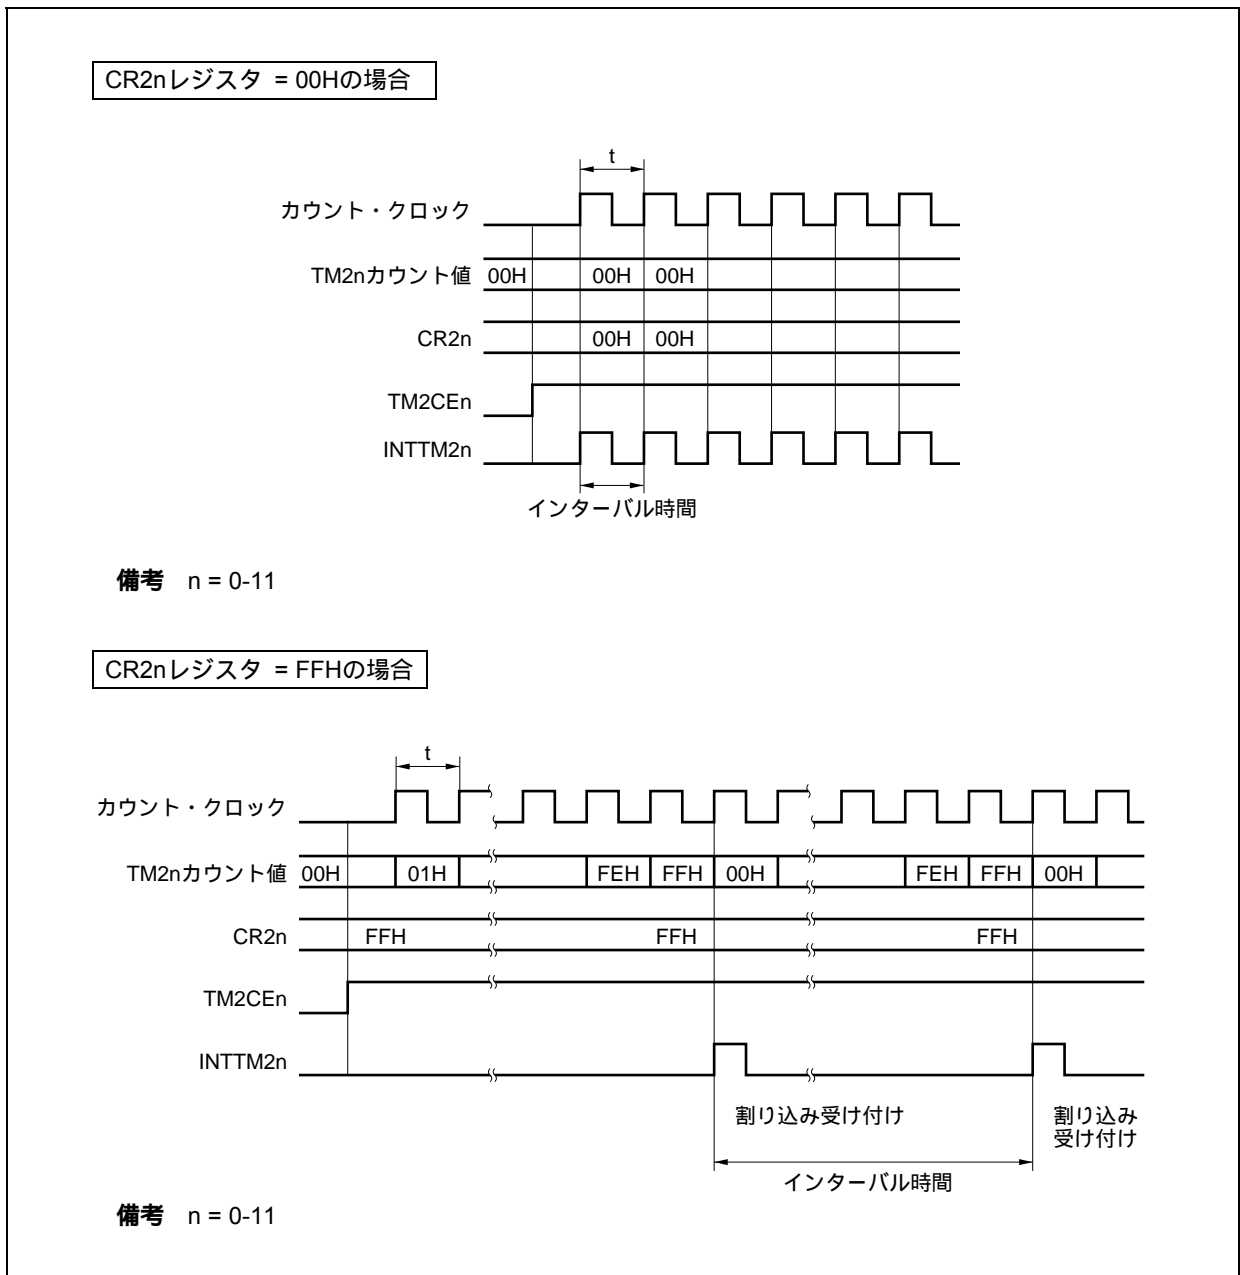 CR2nレジスタ = 00Hの場合
t
カウント・クロック
TM2nカウント値 00H 00H 00H
CR2n 00H 00H
TM2CEn
INTTM2n
インターバル時間
備考 n = 0-11
CR2nレジスタ = FFHの場合
t
カウント・クロック
TM2nカウント値 00H 01H FEH FFH 00H FEH FFH 00H
CR2n FFH FFH FFH
TM2CEn
INTTM2n
割り込み受け付け 割り込み
受け付け
インターバル時間
備考 n = 0-11